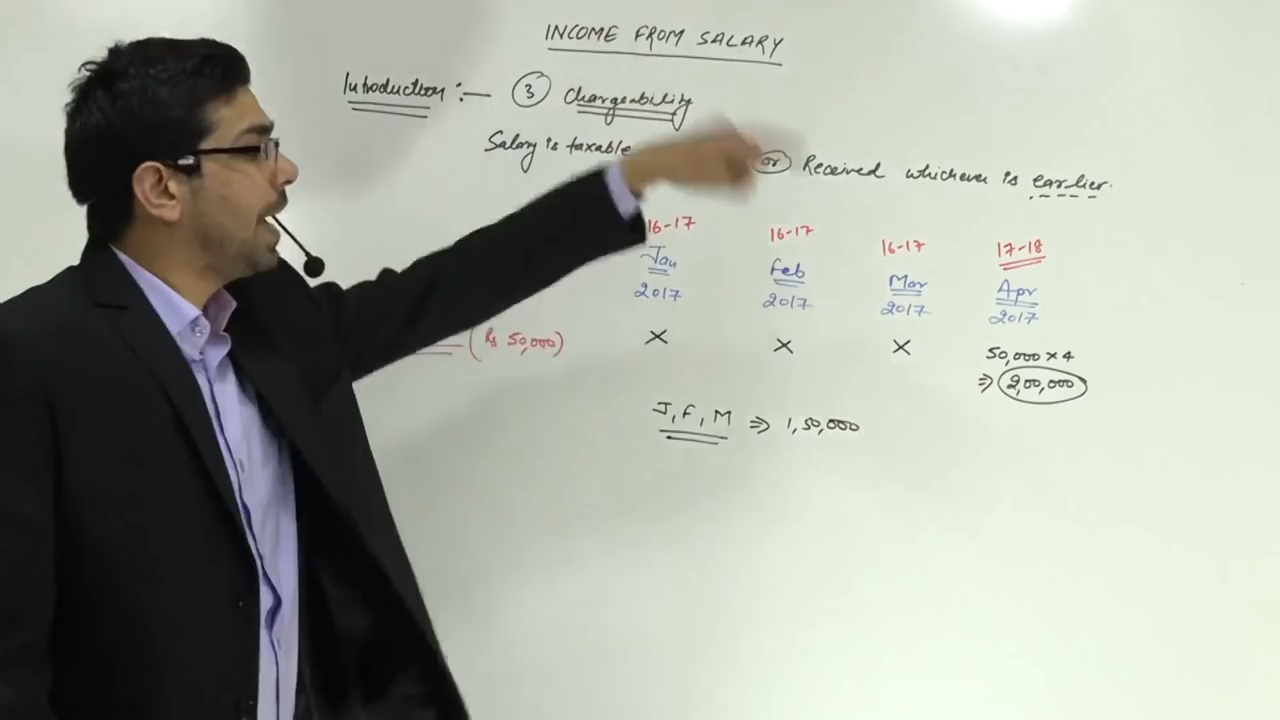 INCOME FROM SALARY
Introduction :— ③ Chargeability
Salary is taxable or Received whichever is earlier.
16-17 16-17 16-17 17-18
Jan Feb Mar Apr
2017 2017 2017 2017
(Rs 50,000) × × × 50,000 × 4
⇒ 2,00,000
J, F, M ⇒ 1,50,000